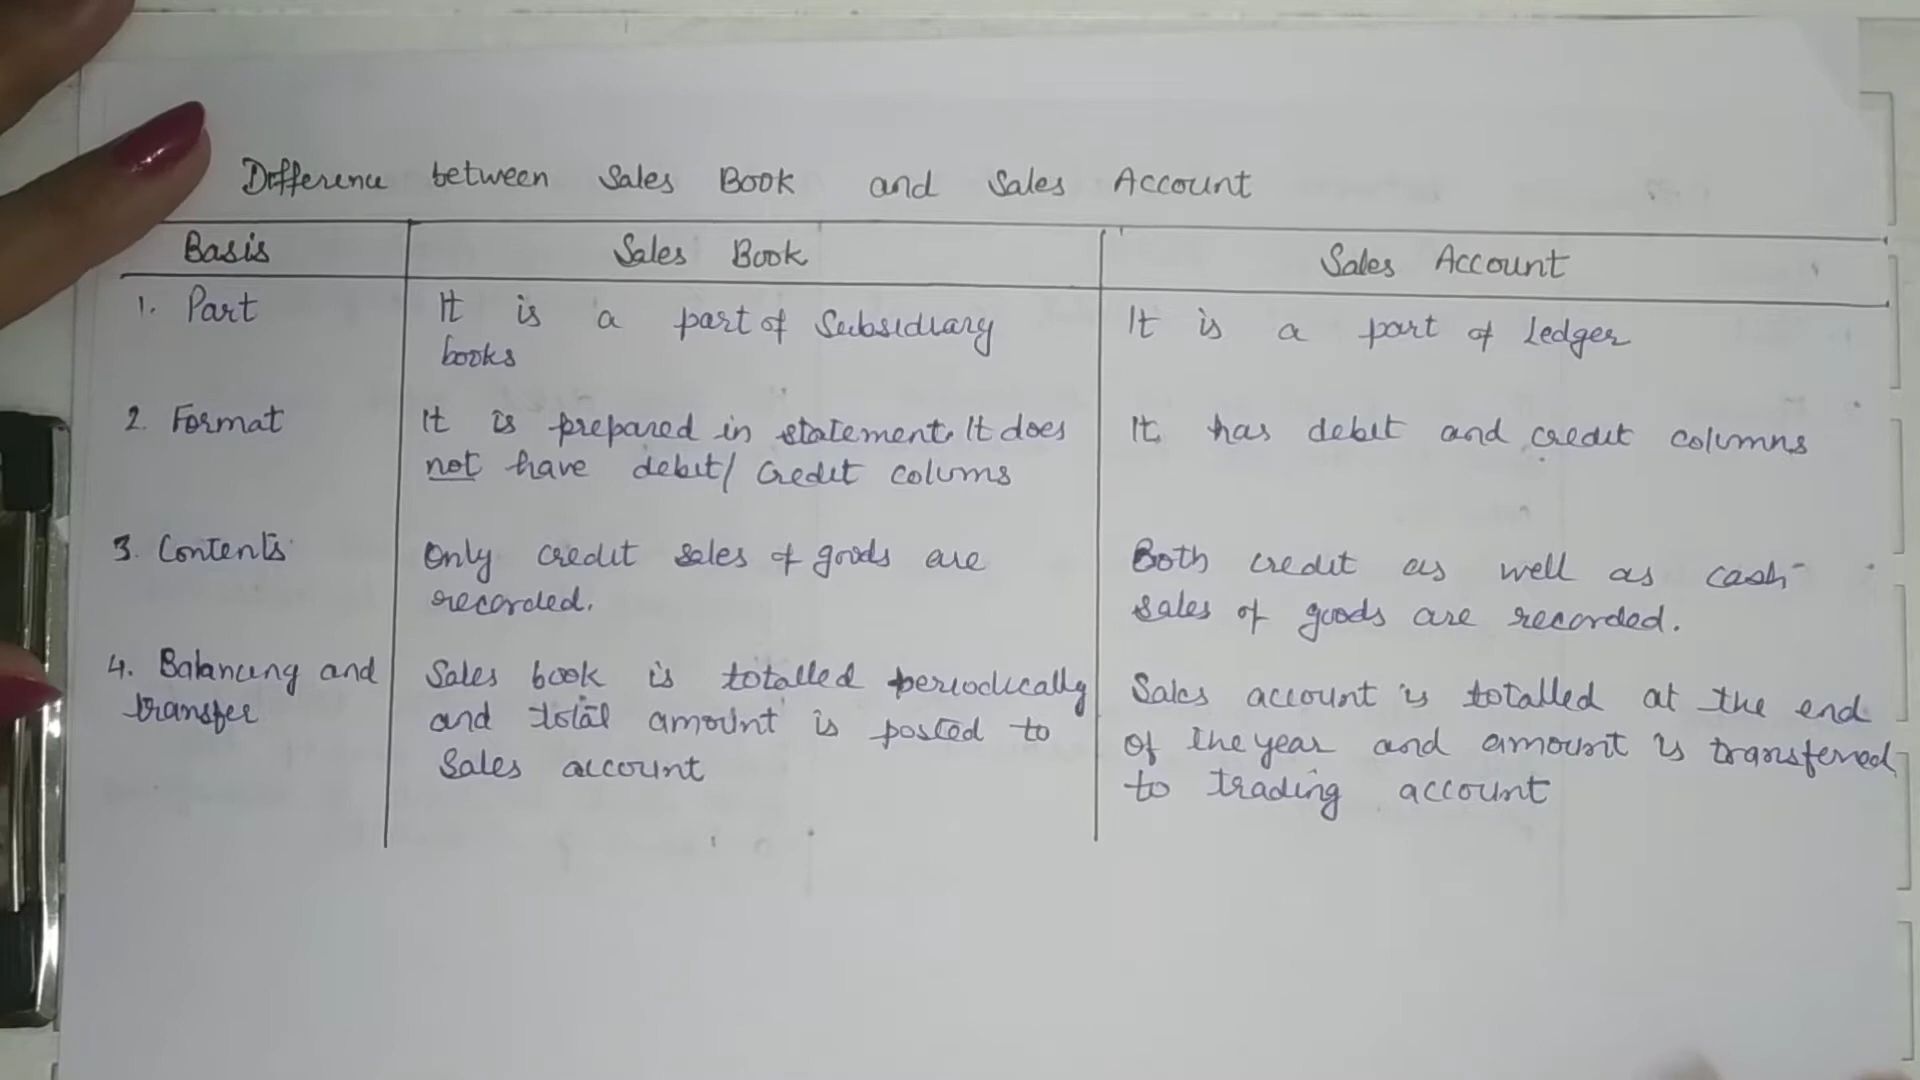 Difference between Sales Book and Sales Account
Basis Sales Book Sales Account
1. Part It is a part of Subsidiary It is a part of Ledger
books
2. Format It is prepared in statement. It does It has debit and credit columns
not have debit/ credit colums
3. Contents Only credit sales of goods are Both credit as well as cash
recorded. sales of goods are recorded.
4. Balancing and Sales book is totalled periodically Sales account is totalled at the end
transfer and total amount is posted to of the year and amount is transferred
Sales account to trading account